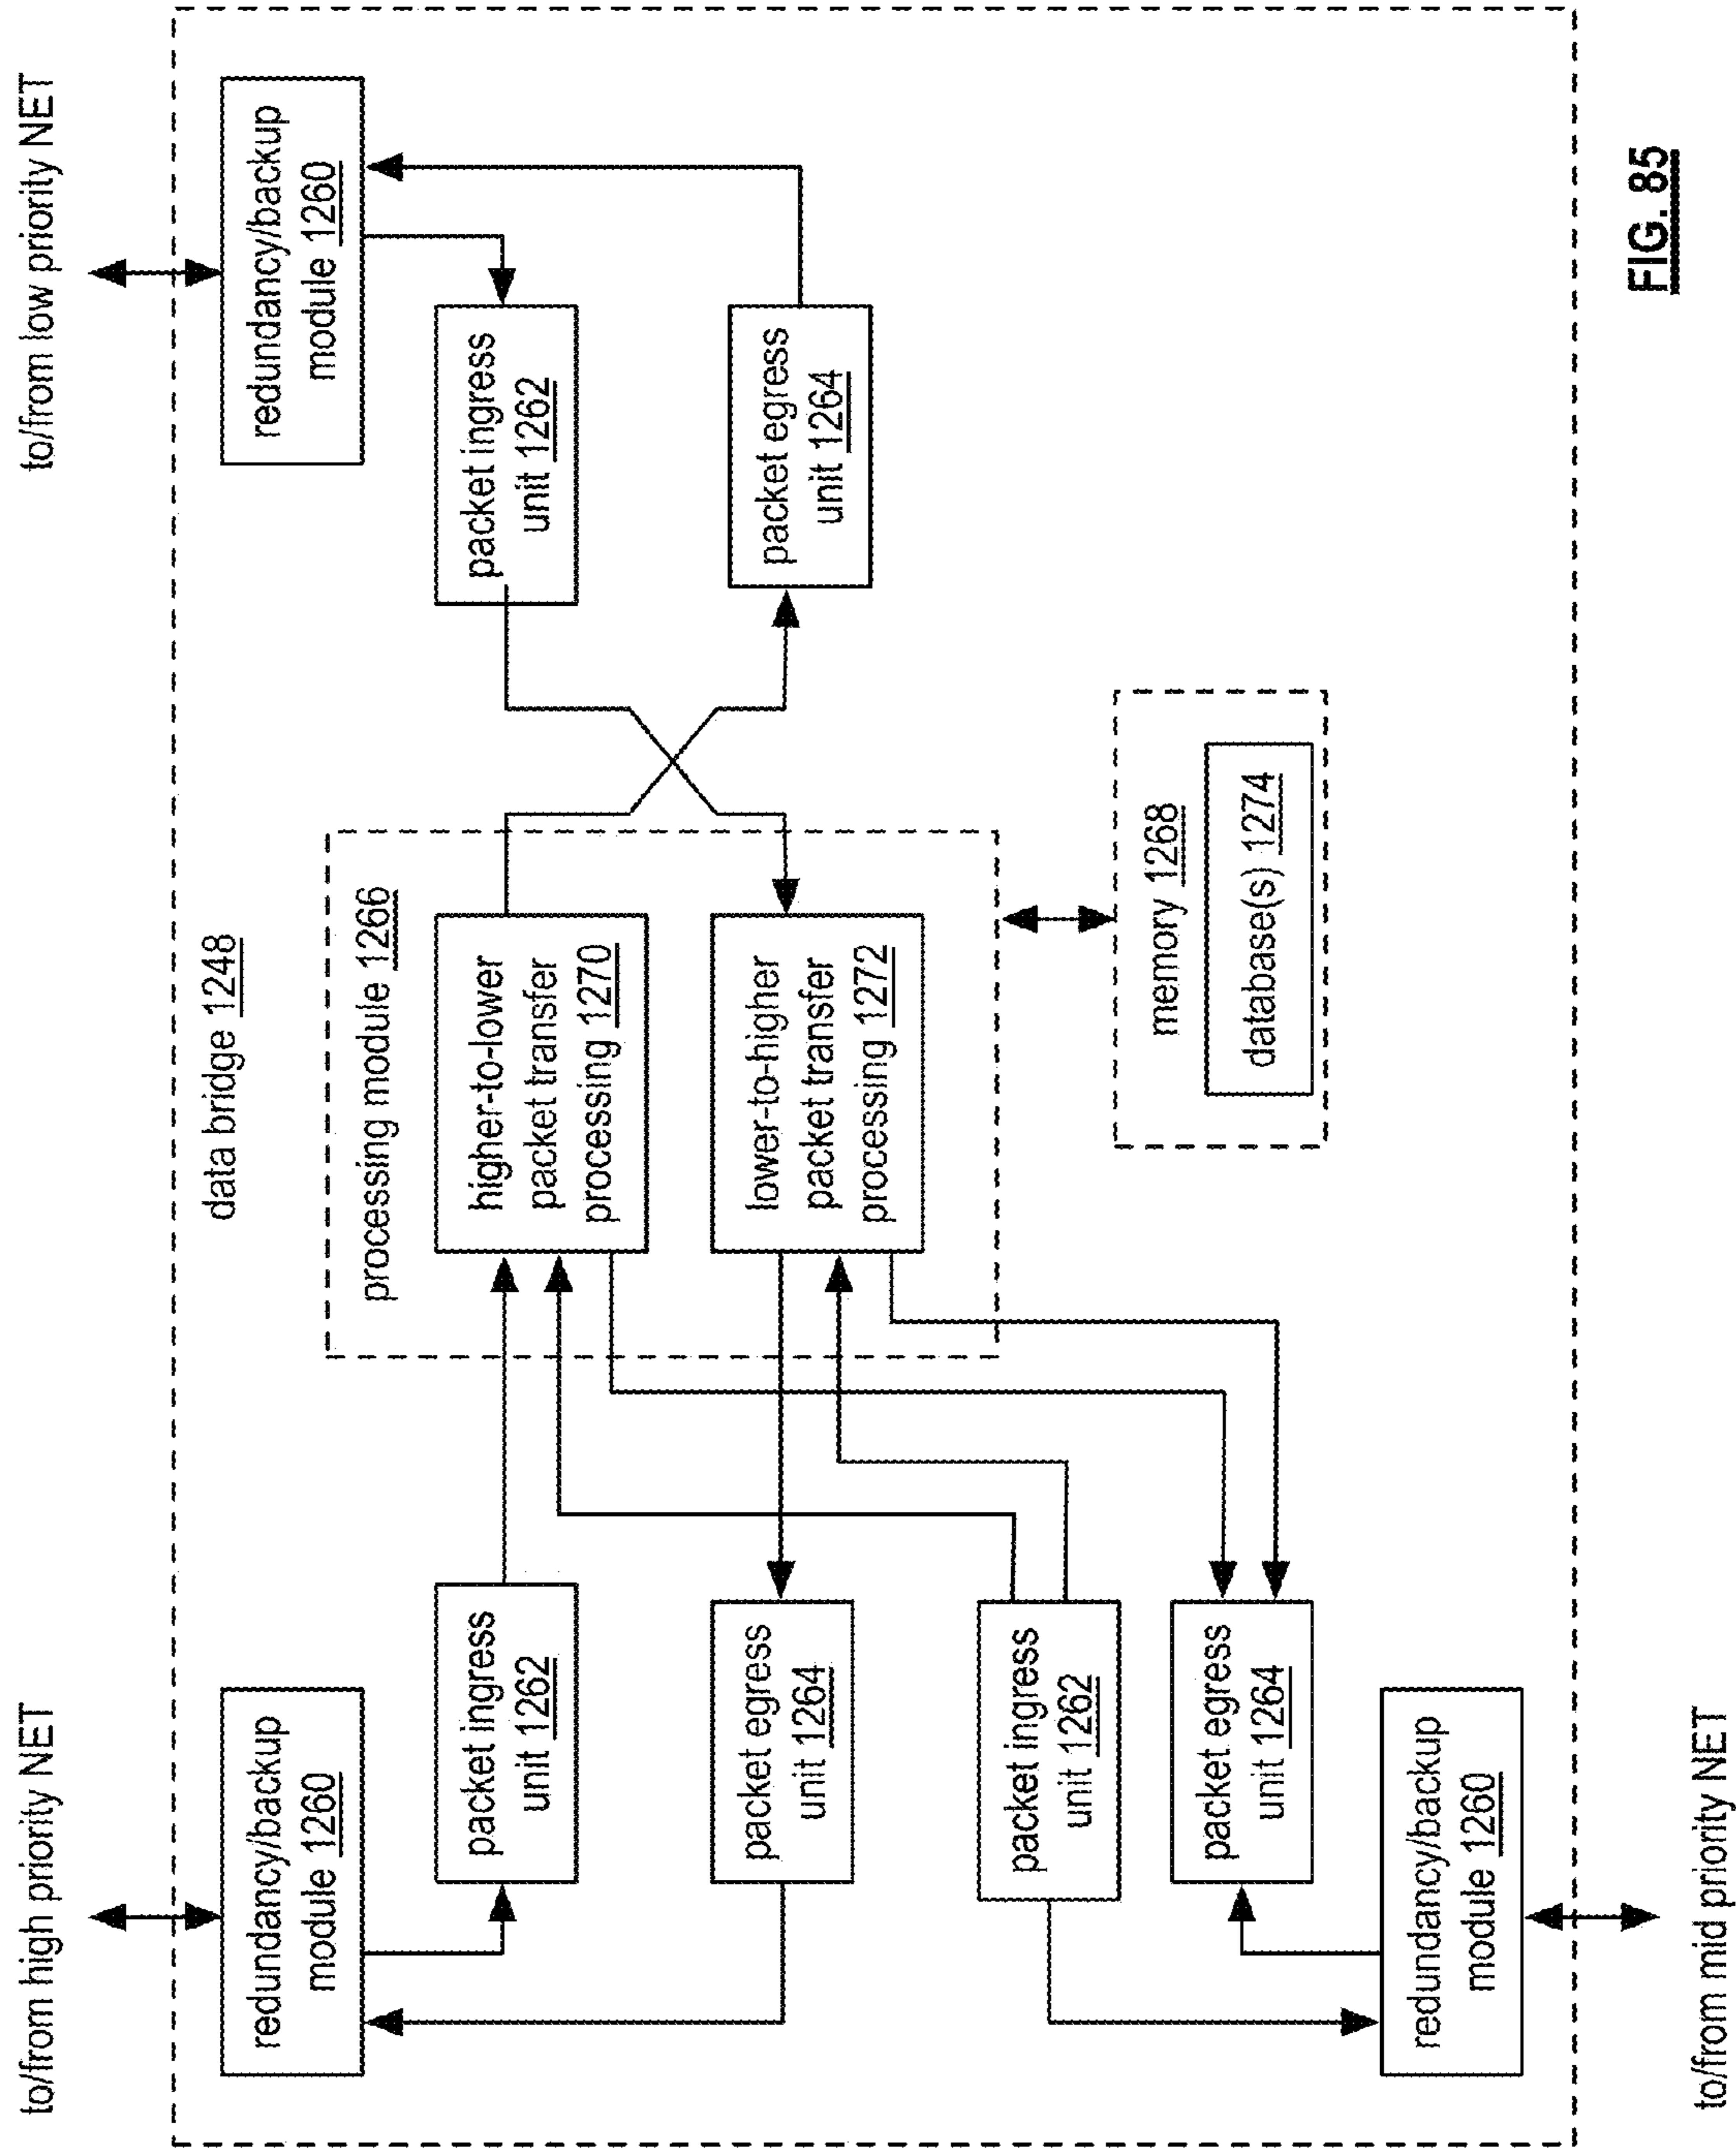 to/from high priority NET
to/from low priority NET
data bridge 1248
redundancy/backup
module 1260
redundancy/backup
module 1260
processing module 1266
packet ingress
unit 1262
higher-to-lower
packet transfer
processing 1270
packet ingress
unit 1262
packet egress
unit 1264
lower-to-higher
packet transfer
processing 1272
packet egress
unit 1264
packet ingress
unit 1262
memory 1268
database(s) 1274
packet egress
unit 1264
redundancy/backup
module 1260
to/from mid priority NET
FIG. 85